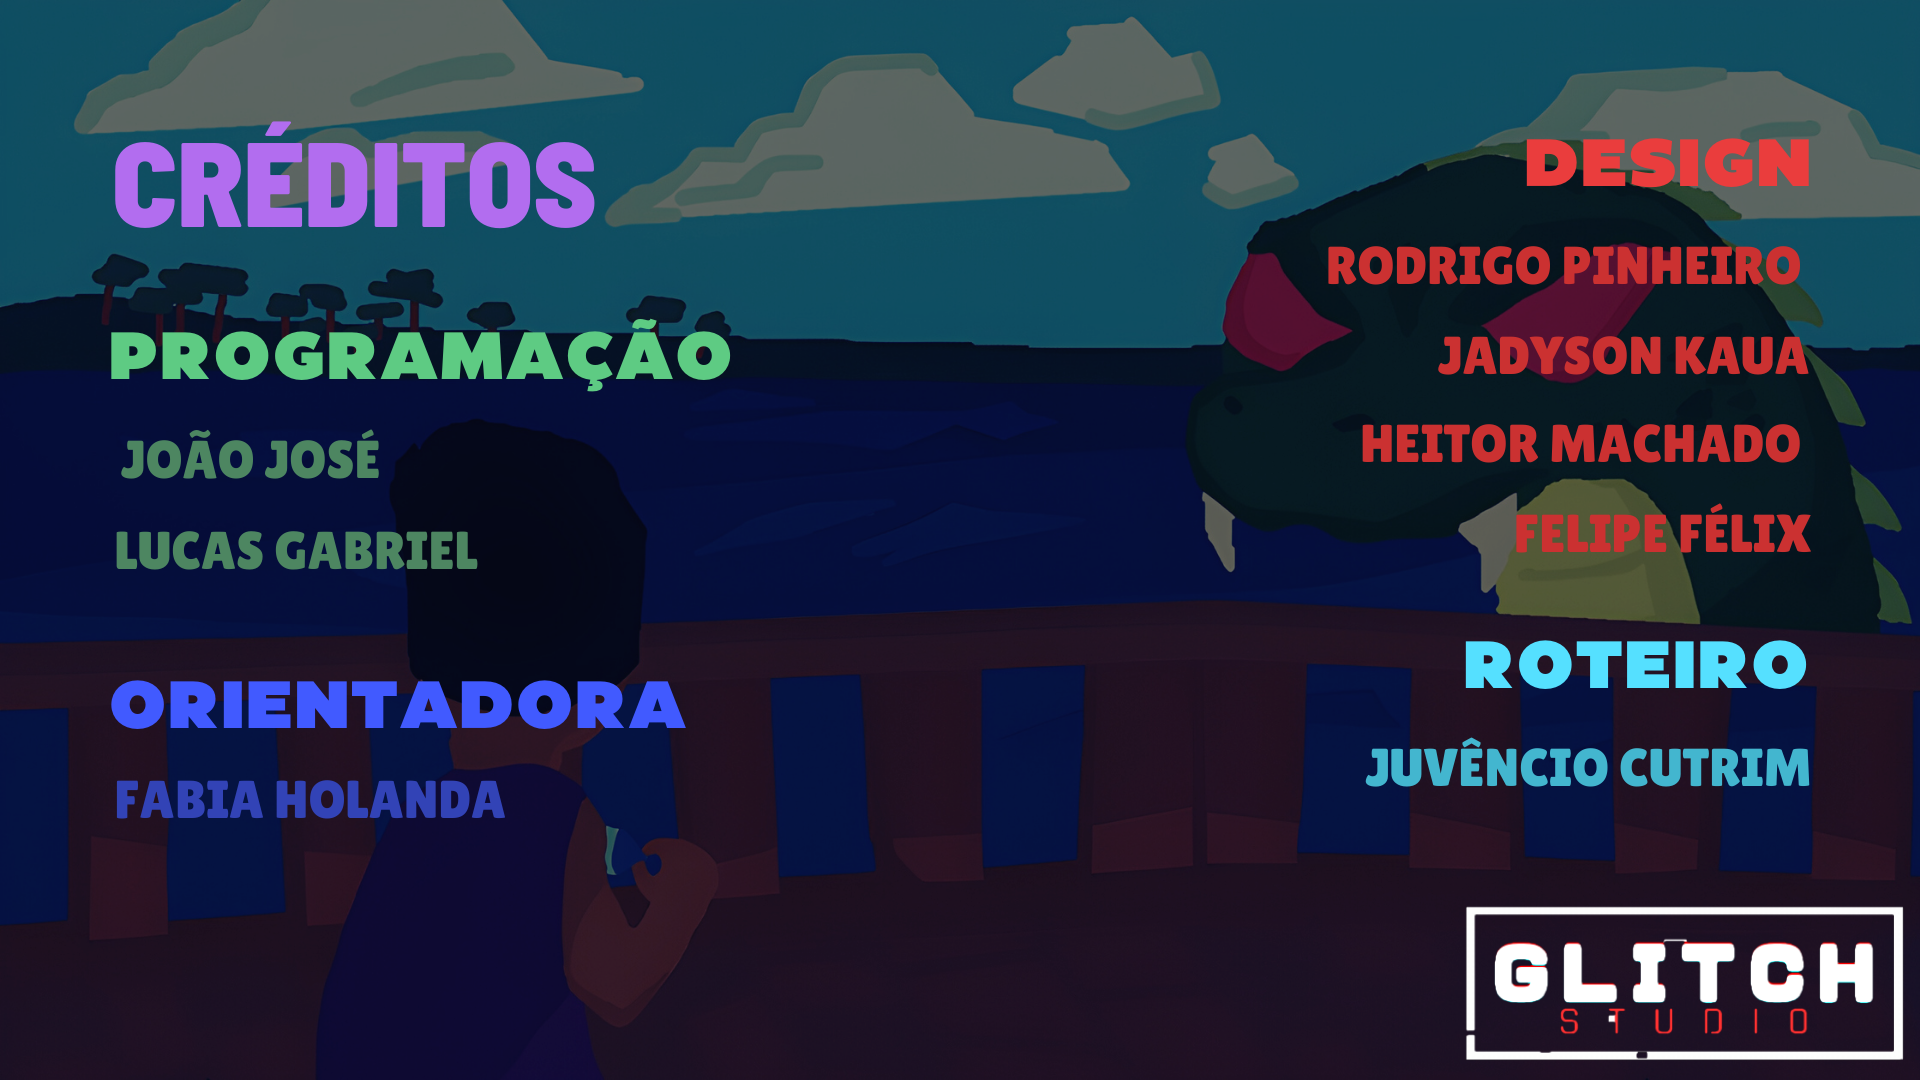 CRÉDITOS
PROGRAMAÇÃO
JOÃO JOSÉ
LUCAS GABRIEL
ORIENTADORA
FABIA HOLANDA
DESIGN
RODRIGO PINHEIRO
JADYSON KAUA
HEITOR MACHADO
FELIPE FÉLIX
ROTEIRO
JUVÊNCIO CUTRIM
GLITCH
STUDIO